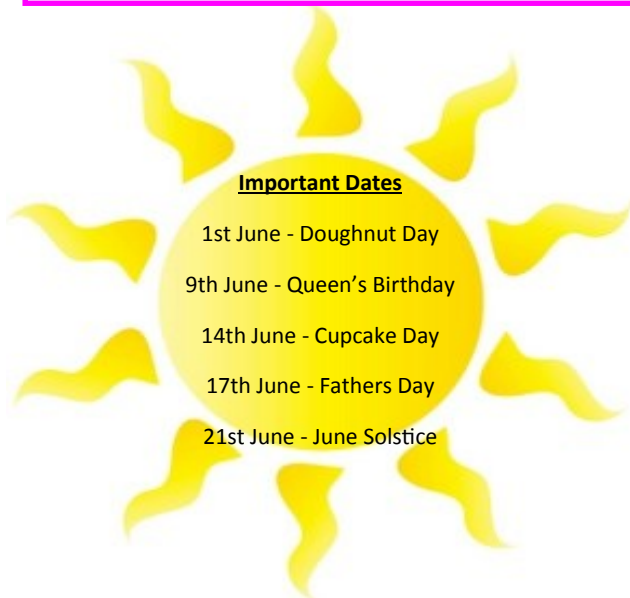 Important Dates
1st June - Doughnut Day
9th June - Queen’s Birthday
14th June - Cupcake Day
17th June - Fathers Day
21st June - June Solstice